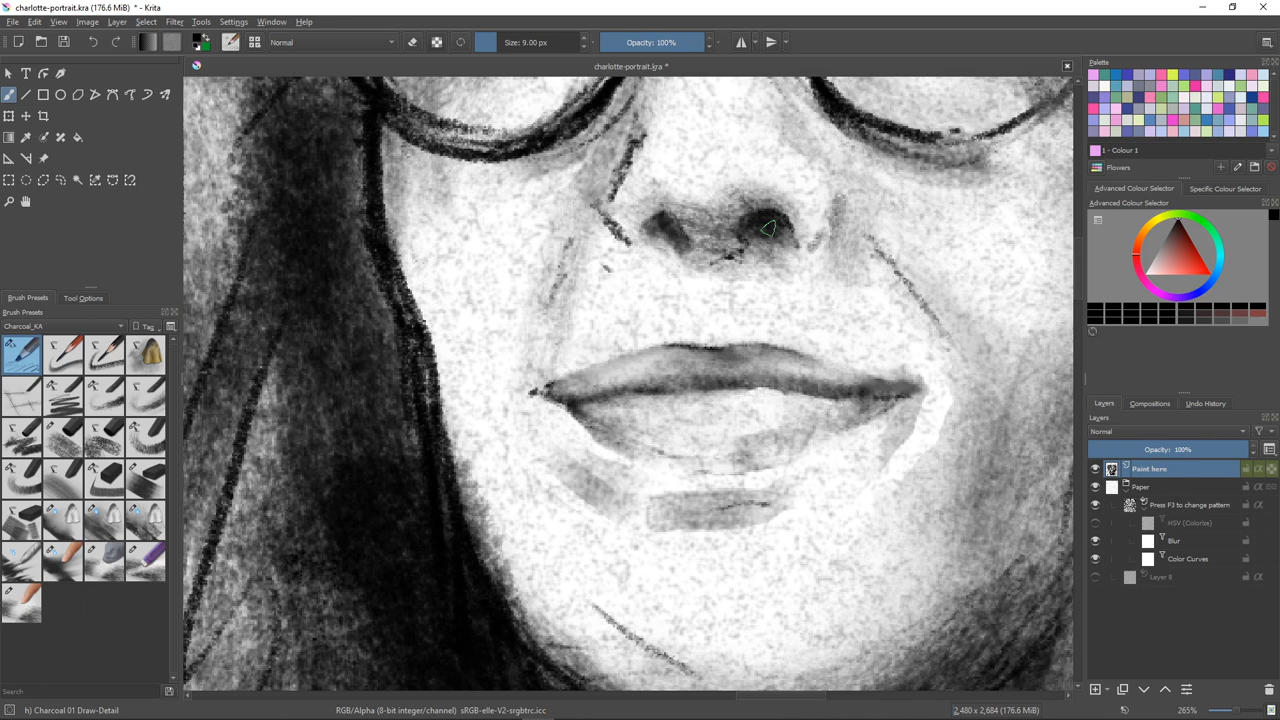 charlotte-portrait.kra (176.6 MiB) *
File Edit View Image Layer Select Filter Tools Settings Window Help
Normal Size: 9.00 px Opacity: 100%
charlotte-portrait.kra *
Palette
1 - Colour 1
Flowers
Advanced Colour Selector Specific Colour Selector
Advanced Colour Selector
Brush Presets Tool Options
Brush Presets
Charcoal_KA Tag
Layers Compositions Undo History
Layers
Normal
Opacity: 100%
Paint here
Paper
Press F3 to change pattern
HSV (Colorize)
Blur
Color Curves
Layer 8
Search
h) Charcoal 01 Draw-Detail RGB/Alpha (8-bit integer/channel) sRGB-elle-V2-srgbtrc.icc 2,480 x 2,684 (176.6 MiB) 265%